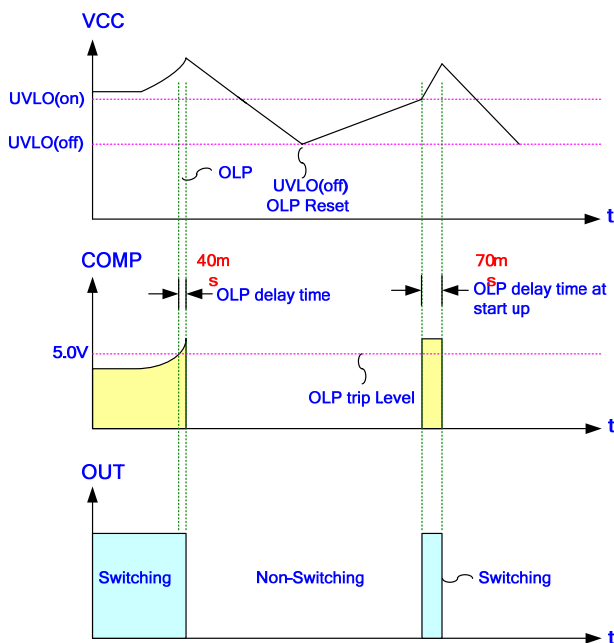 VCC
UVLO(on)
UVLO(off)
OLP
UVLO(off)
OLP Reset
t
COMP
40m
s
OLP delay time
70m
s
OLP delay time at
start up
5.0V
OLP trip Level
t
OUT
Switching
Non-Switching
Switching
t